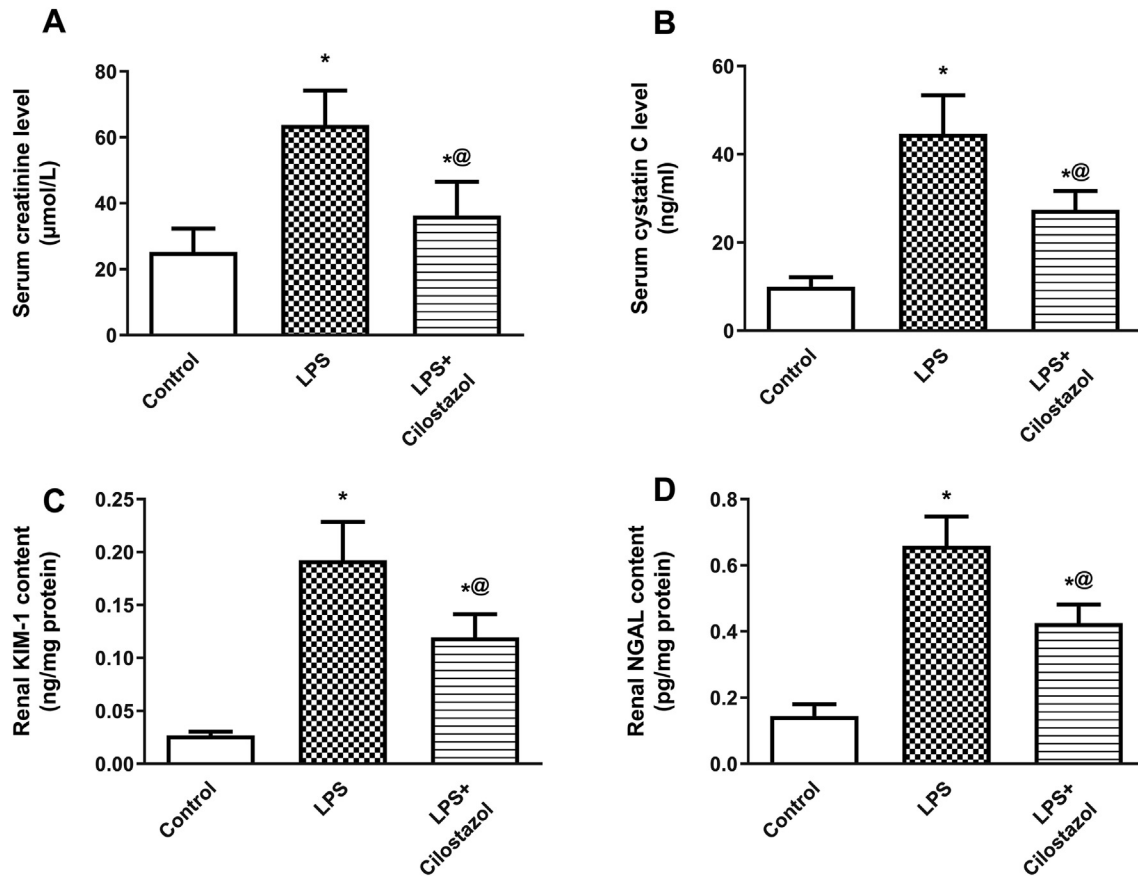 A
Serum creatinine level
(µmol/L)
80
60
40
20
0
*
*@
Control
LPS
LPS+
Cilostazol
B
Serum cystatin C level
(ng/ml)
60
40
20
0
*
*@
Control
LPS
LPS+
Cilostazol
C
Renal KIM-1 content
(ng/mg protein)
0.25
0.20
0.15
0.10
0.05
0.00
*
*@
Control
LPS
LPS+
Cilostazol
D
Renal NGAL content
(pg/mg protein)
0.8
0.6
0.4
0.2
0.0
*
*@
Control
LPS
LPS+
Cilostazol